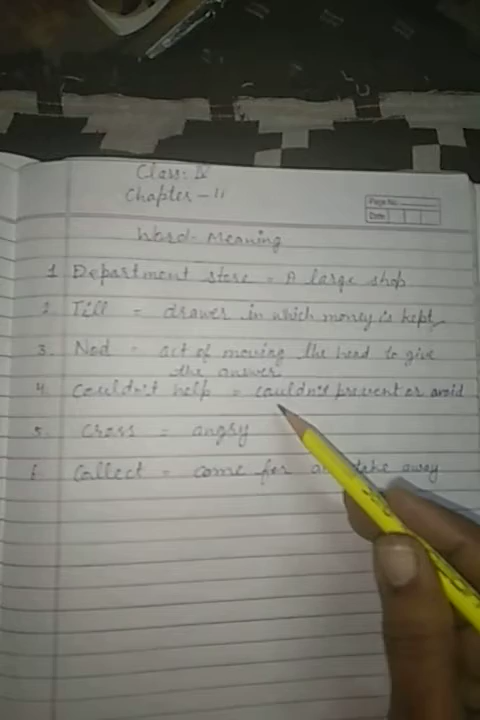 Class: IX
Chapter - 11
Page No.
Date
Word-Meaning
1 Department store = A large shop
2. Till = drawer in which money is kept
3. Nod = act of moving the head to give
the answer
4. Couldn't help = couldn't prevent or avoid
5. Cross = angry
6. Collect = come for take away